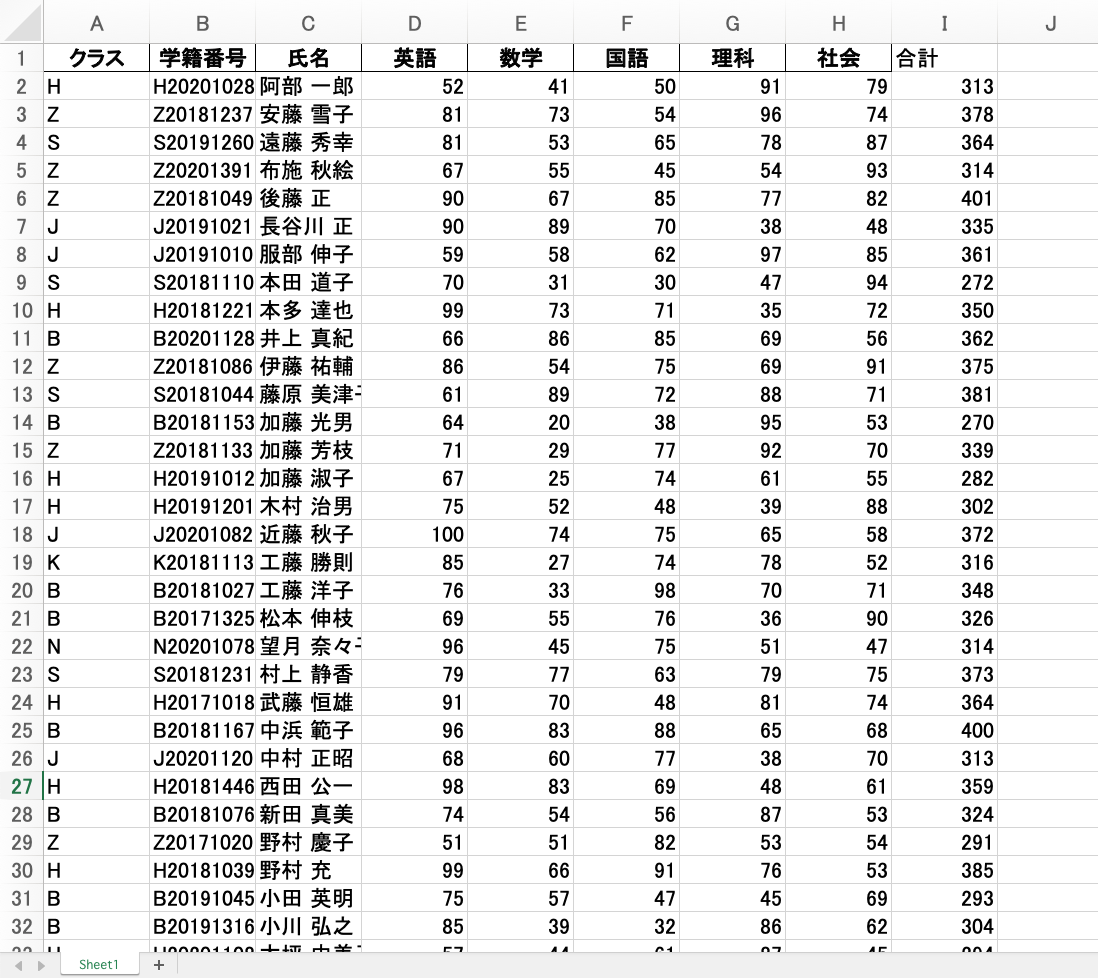 A B C D E F G H I J
1 クラス 学籍番号 氏名 英語 数学 国語 理科 社会 合計
2 H H20201028 阿部 一郎 52 41 50 91 79 313
3 Z Z20181237 安藤 雪子 81 73 54 96 74 378
4 S S20191260 遠藤 秀幸 81 53 65 78 87 364
5 Z Z20201391 布施 秋絵 67 55 45 54 93 314
6 Z Z20181049 後藤 正 90 67 85 77 82 401
7 J J20191021 長谷川 正 90 89 70 38 48 335
8 J J20191010 服部 伸子 59 58 62 97 85 361
9 S S20181110 本田 道子 70 31 30 47 94 272
10 H H20181221 本多 達也 99 73 71 35 72 350
11 B B20201128 井上 真紀 66 86 85 69 56 362
12 Z Z20181086 伊藤 祐輔 86 54 75 69 91 375
13 S S20181044 藤原 美津 61 89 72 88 71 381
14 B B20181153 加藤 光男 64 20 38 95 53 270
15 Z Z20181133 加藤 芳枝 71 29 77 92 70 339
16 H H20191012 加藤 淑子 67 25 74 61 55 282
17 H H20191201 木村 治男 75 52 48 39 88 302
18 J J20201082 近藤 秋子 100 74 75 65 58 372
19 K K20181113 工藤 勝則 85 27 74 78 52 316
20 B B20181027 工藤 洋子 76 33 98 70 71 348
21 B B20171325 松本 伸枝 69 55 76 36 90 326
22 N N20201078 望月 奈々 96 45 75 51 47 314
23 S S20181231 村上 静香 79 77 63 79 75 373
24 H H20171018 武藤 恒雄 91 70 48 81 74 364
25 B B20181167 中浜 範子 96 83 88 65 68 400
26 J J20201120 中村 正昭 68 60 77 38 70 313
27 H H20181446 西田 公一 98 83 69 48 61 359
28 B B20181076 新田 真美 74 54 56 87 53 324
29 Z Z20171020 野村 慶子 51 51 82 53 54 291
30 H H20181039 野村 充 99 66 91 76 53 385
31 B B20191045 小田 英明 75 57 47 45 69 293
32 B B20191316 小川 弘之 85 39 32 86 62 304
Sheet1 +